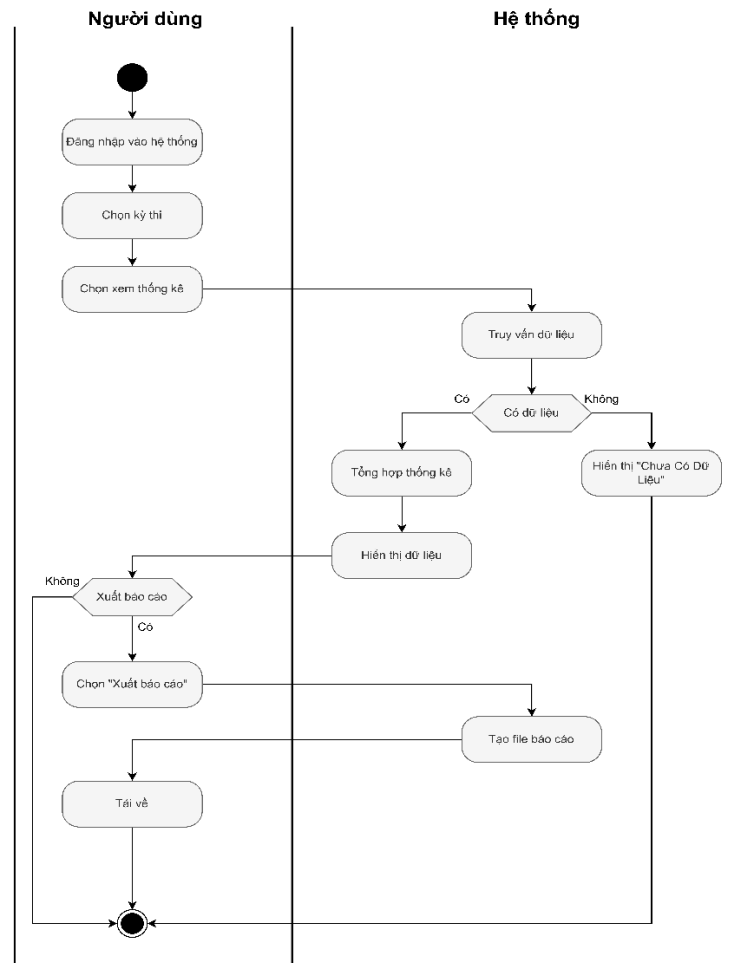 Người dùng
Hệ thống
Đăng nhập vào hệ thống
Chọn kỳ thi
Chọn xem thống kê
Truy vấn dữ liệu
Có
Không
Có dữ liệu
Tổng hợp thống kê
Hiển thị "Chưa Có Dữ
Liệu"
Hiển thị dữ liệu
Không
Xuất báo cáo
Có
Chọn "Xuất báo cáo"
Tạo file báo cáo
Tải về